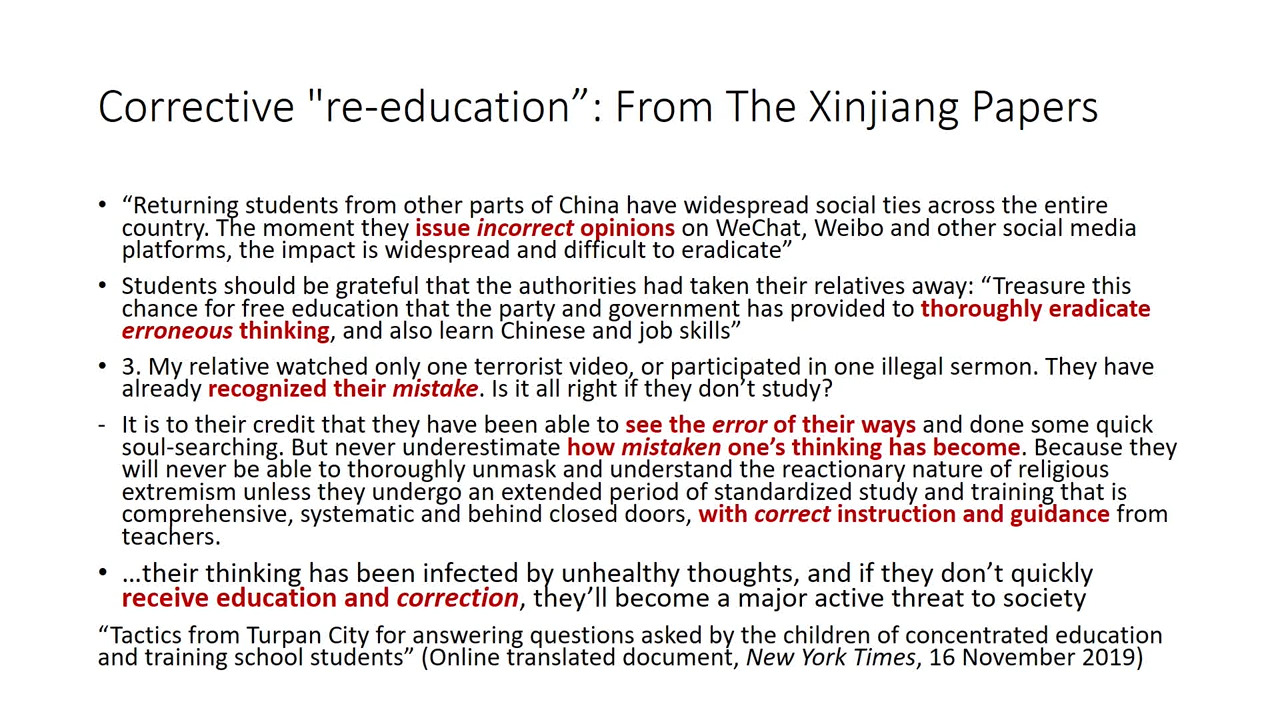 Corrective "re-education”: From The Xinjiang Papers
• “Returning students from other parts of China have widespread social ties across the entire
country. The moment they issue incorrect opinions on WeChat, Weibo and other social media
platforms, the impact is widespread and difficult to eradicate”
• Students should be grateful that the authorities had taken their relatives away: “Treasure this
chance for free education that the party and government has provided to thoroughly eradicate
erroneous thinking, and also learn Chinese and job skills”
• 3. My relative watched only one terrorist video, or participated in one illegal sermon. They have
already recognized their mistake. Is it all right if they don’t study?
- It is to their credit that they have been able to see the error of their ways and done some quick
soul-searching. But never underestimate how mistaken one’s thinking has become. Because they
will never be able to thoroughly unmask and understand the reactionary nature of religious
extremism unless they undergo an extended period of standardized study and training that is
comprehensive, systematic and behind closed doors, with correct instruction and guidance from
teachers.
• …their thinking has been infected by unhealthy thoughts, and if they don’t quickly
receive education and correction, they’ll become a major active threat to society
“Tactics from Turpan City for answering questions asked by the children of concentrated education
and training school students” (Online translated document, New York Times, 16 November 2019)